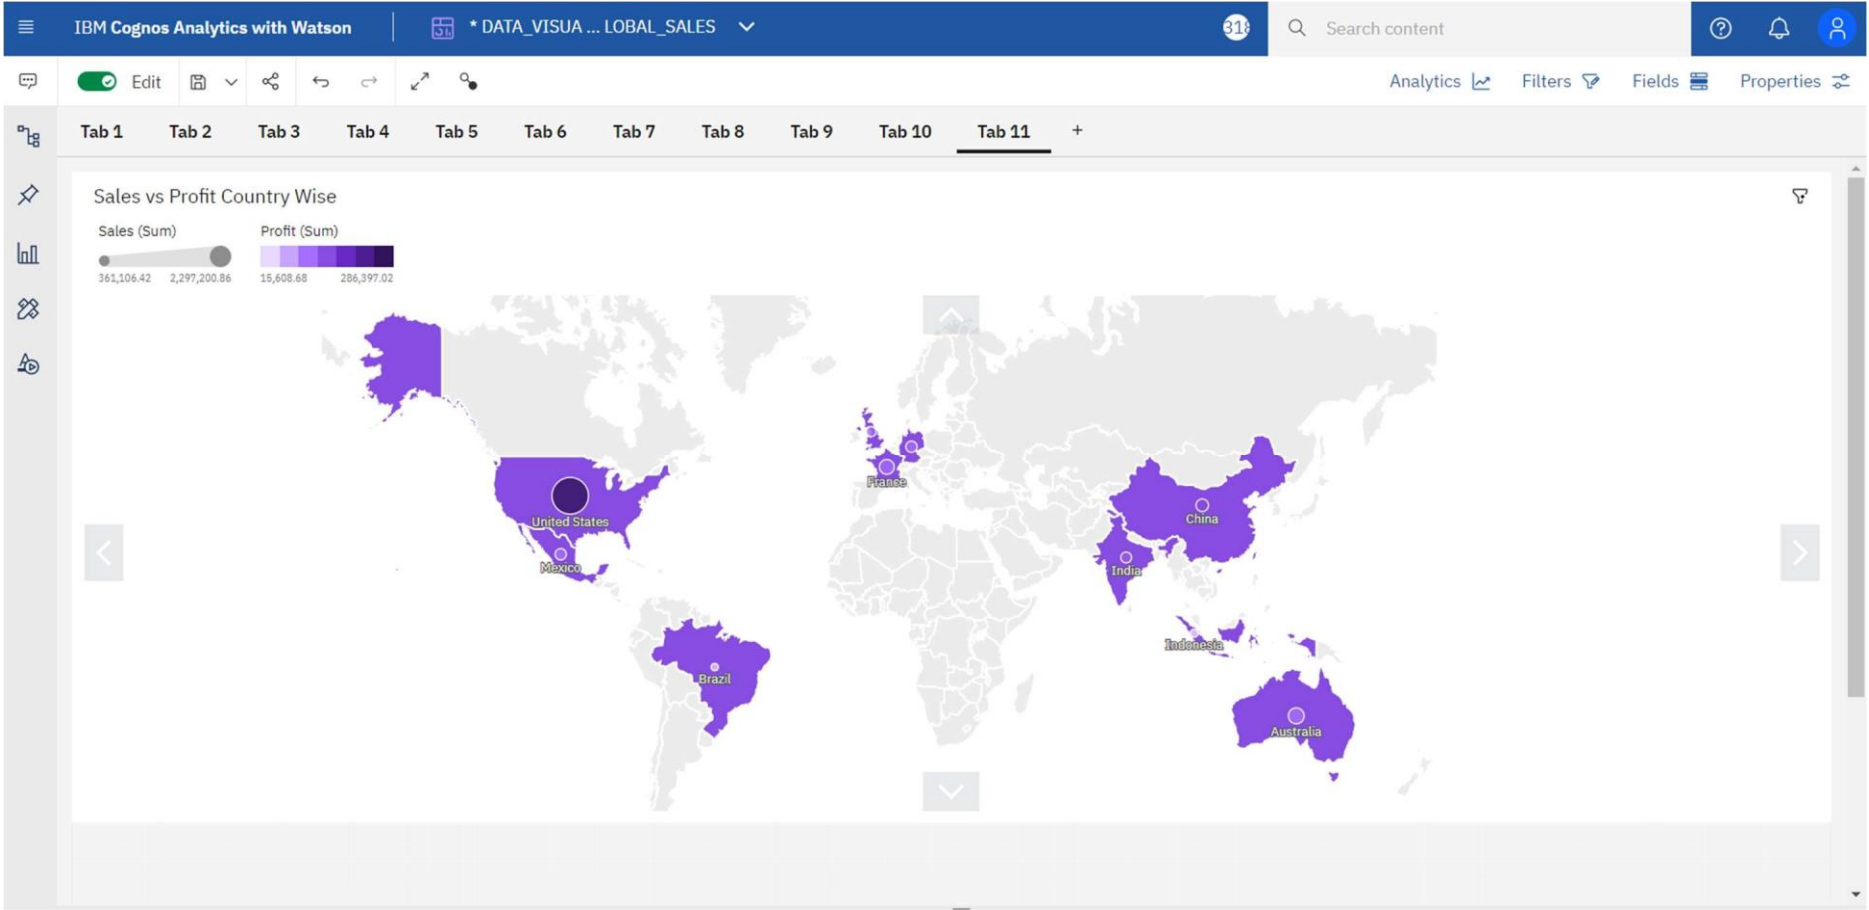 IBM Cognos Analytics with Watson
* DATA_VISUA ... LOBAL_SALES
Search content
Edit
Analytics
Filters
Fields
Properties
Tab 1
Tab 2
Tab 3
Tab 4
Tab 5
Tab 6
Tab 7
Tab 8
Tab 9
Tab 10
Tab 11
+
Sales vs Profit Country Wise
Sales (Sum)
Profit (Sum)
361,106.42
2,297,200.86
15,608.68
286,397.02
France
United States
China
Mexico
India
Indonesia
Brazil
Australia